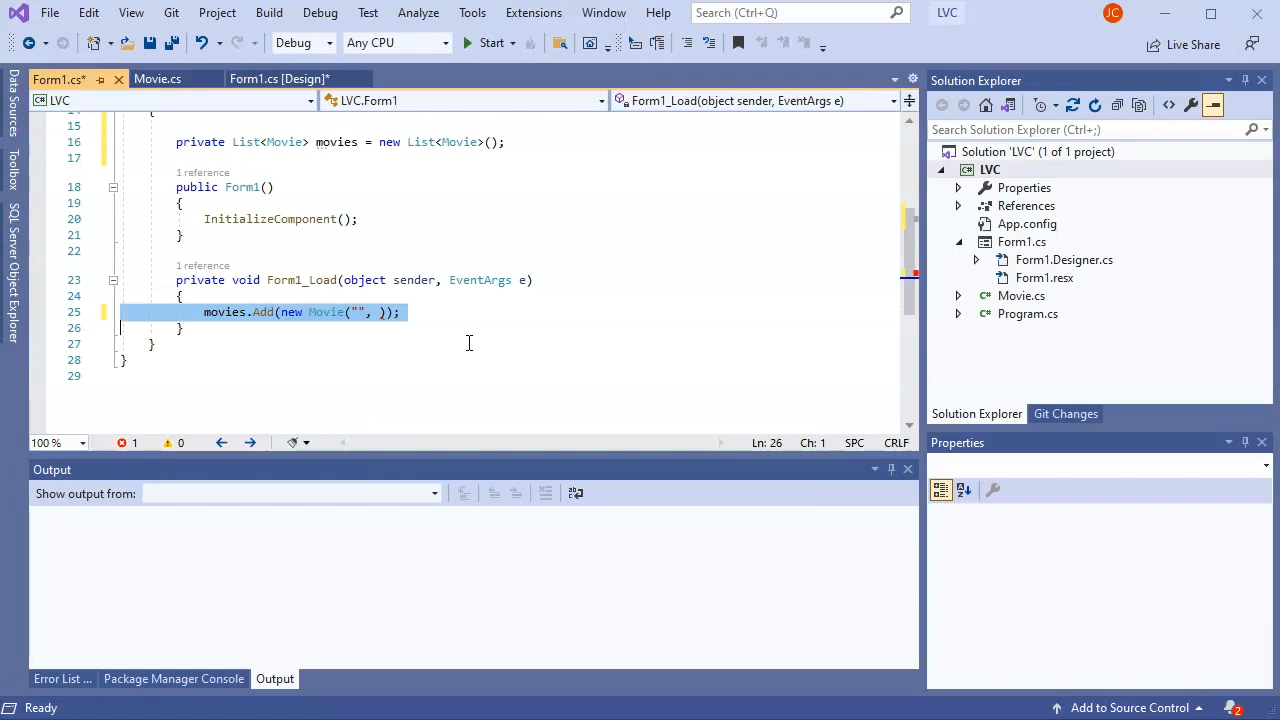 File Edit View Git Project Build Debug Test Analyze Tools Extensions Window Help Search (Ctrl+Q) LVC JC
Debug Any CPU Start Live Share
Form1.cs* Movie.cs Form1.cs [Design]*
LVC LVC.Form1 Form1_Load(object sender, EventArgs e)
Data Sources
Toolbox
SQL Server Object Explorer
15
16 private List<Movie> movies = new List<Movie>();
17
1 reference
18 public Form1()
19 {
20 InitializeComponent();
21 }
22
1 reference
23 private void Form1_Load(object sender, EventArgs e)
24 {
25 movies.Add(new Movie("", ));
26 }
27 }
28 }
29
100 % 1 0 Ln: 26 Ch: 1 SPC CRLF
Output
Show output from:
Error List ... Package Manager Console Output
Solution Explorer
Search Solution Explorer (Ctrl+;)
Solution 'LVC' (1 of 1 project)
LVC
Properties
References
App.config
Form1.cs
Form1.Designer.cs
Form1.resx
Movie.cs
Program.cs
Solution Explorer Git Changes
Properties
Ready Add to Source Control 2